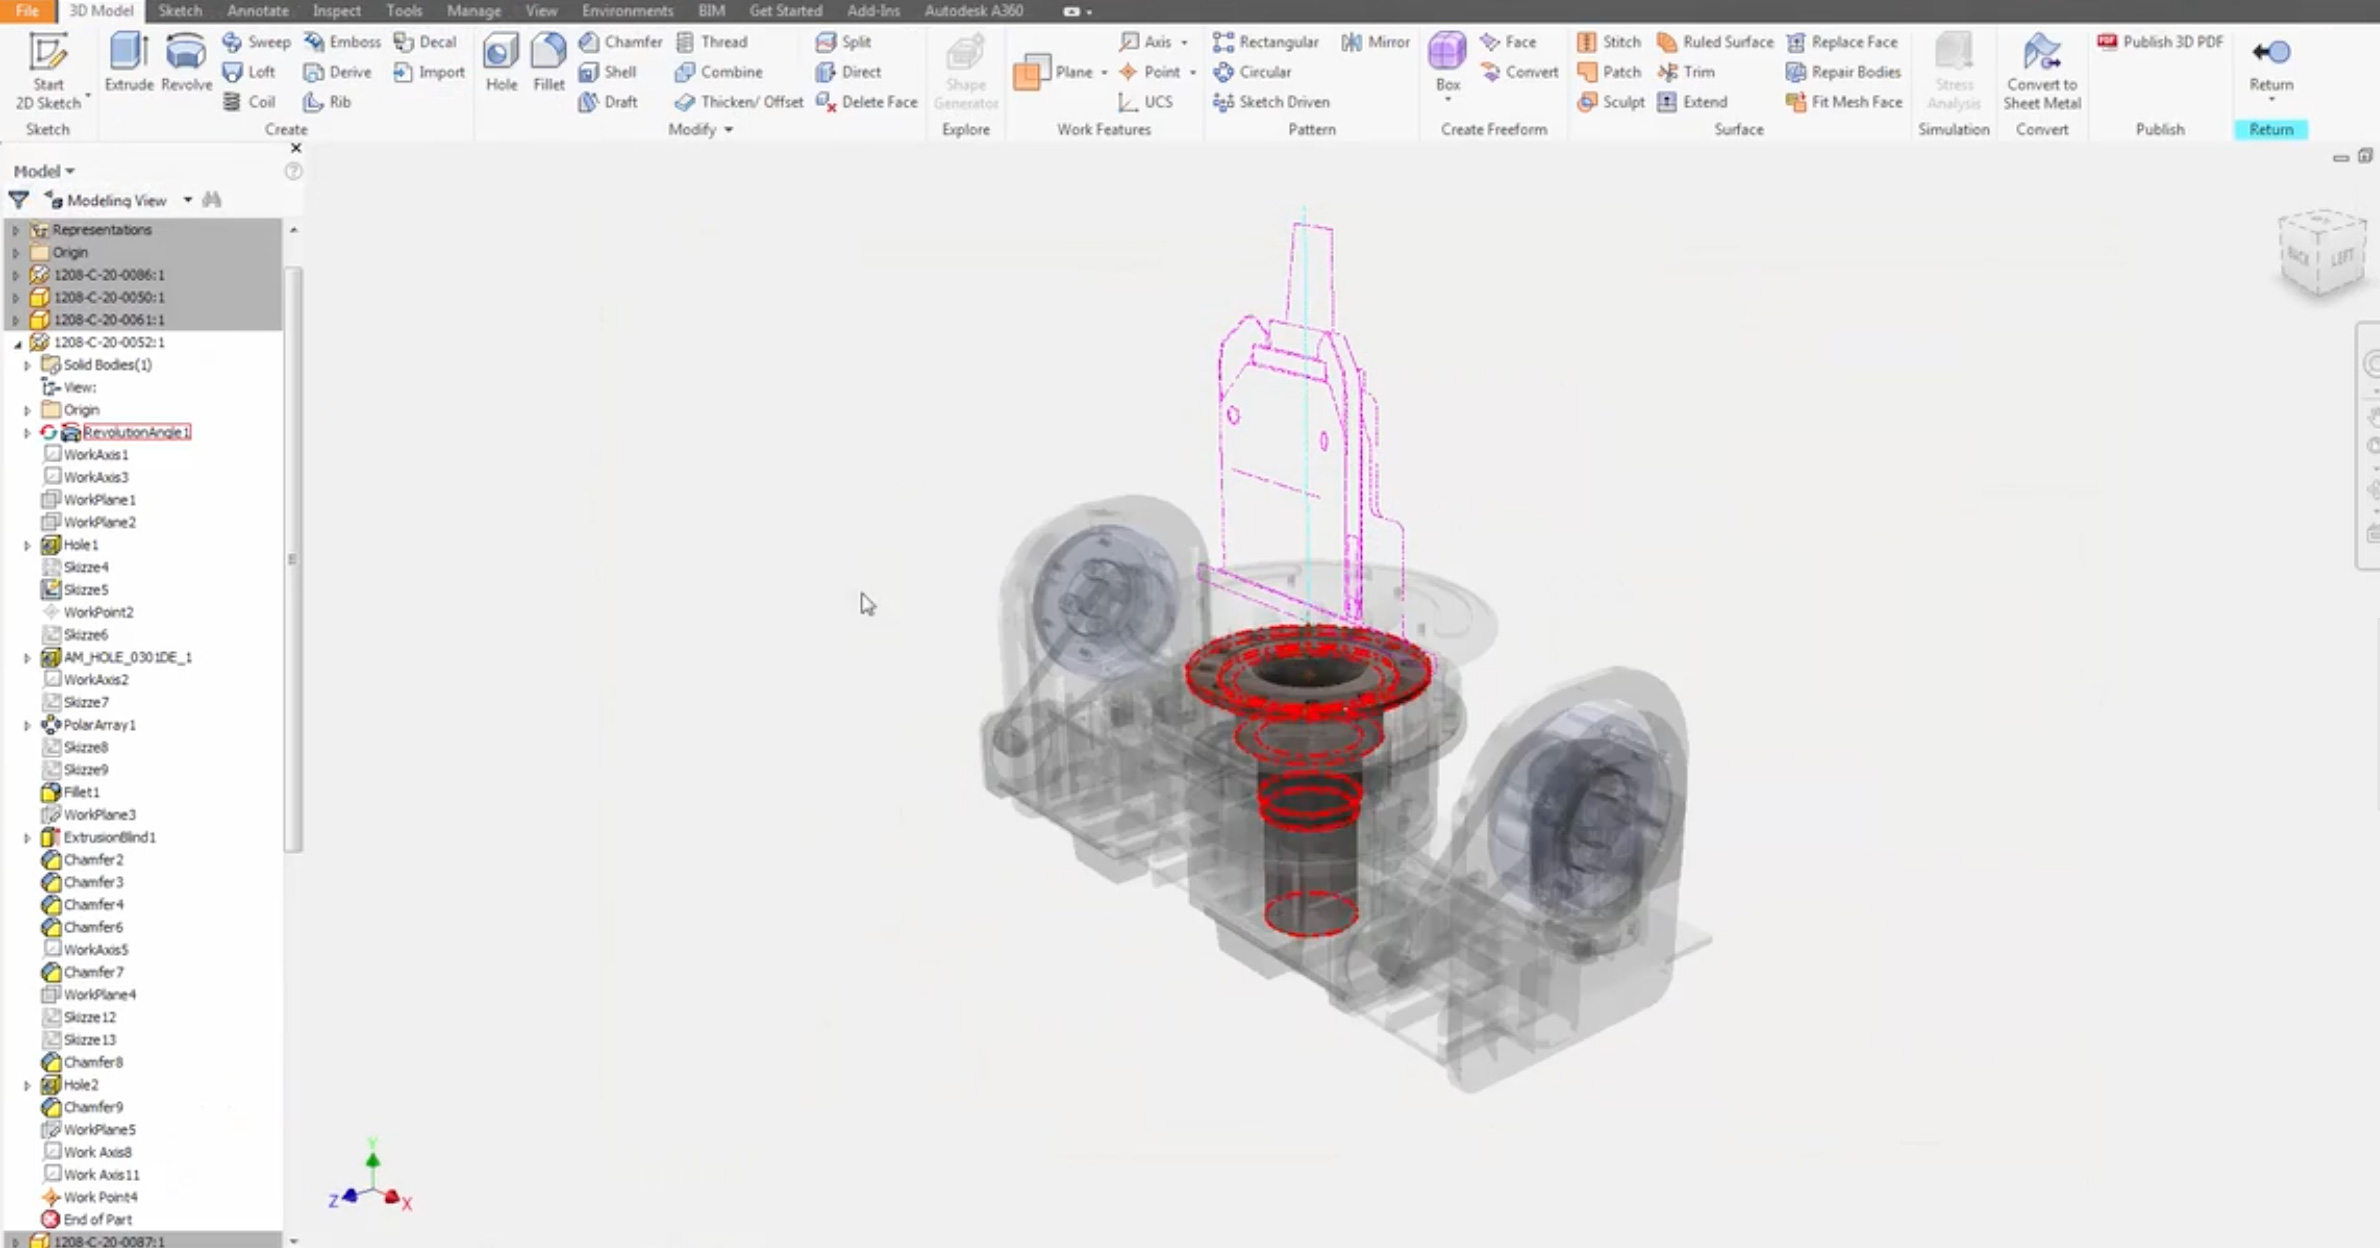 File 3D Model Sketch Annotate Inspect Tools Manage View Environments BIM Get Started Add-Ins Autodesk A360
Start 2D Sketch
Sketch
Extrude
Revolve
Sweep
Loft
Coil
Emboss
Derive
Rib
Decal
Import
Create
Hole
Fillet
Chamfer
Shell
Draft
Thread
Combine
Thicken/ Offset
Split
Direct
Delete Face
Modify
Shape Generator
Explore
Plane
Axis
Point
UCS
Work Features
Rectangular
Circular
Sketch Driven
Mirror
Pattern
Box
Face
Convert
Create Freeform
Stitch
Patch
Sculpt
Ruled Surface
Trim
Extend
Replace Face
Repair Bodies
Fit Mesh Face
Surface
Stress Analysis
Simulation
Convert to Sheet Metal
Convert
Publish 3D PDF
Publish
Return
Return
Model
Modeling View
Representations
Origin
1208-C-20-0086:1
1208-C-20-0050:1
1208-C-20-0061:1
1208-C-20-0052:1
Solid Bodies(1)
View:
Origin
RevolutionAngle1
WorkAxis1
WorkAxis3
WorkPlane1
WorkPlane2
Hole1
Skizze4
Skizze5
WorkPoint2
Skizze6
AM_HOLE_0301DE_1
WorkAxis2
Skizze7
PolarArray1
Skizze8
Skizze9
Fillet1
WorkPlane3
ExtrusionBlind1
Chamfer2
Chamfer3
Chamfer4
Chamfer6
WorkAxis5
Chamfer7
WorkPlane4
Skizze12
Skizze13
Chamfer8
Hole2
Chamfer9
WorkPlane5
Work Axis8
Work Axis11
Work Point4
End of Part
1208-C-20-0087:1
BACK LEFT
Y
Z
X